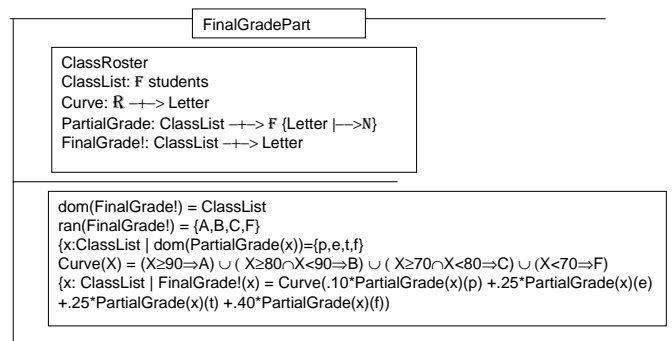 FinalGradePart
ClassRoster
ClassList: 𝔽 students
Curve: ℝ –+–> Letter
PartialGrade: ClassList –+–> 𝔽 {Letter |––>ℕ}
FinalGrade!: ClassList –+–> Letter
dom(FinalGrade!) = ClassList
ran(FinalGrade!) = {A,B,C,F}
{x:ClassList | dom(PartialGrade(x))={p,e,t,f}
Curve(X) = (X≥90⇒A) ∪ ( X≥80∩X<90⇒B) ∪ ( X≥70∩X<80⇒C) ∪ (X<70⇒F)
{x: ClassList | FinalGrade!(x) = Curve(.10*PartialGrade(x)(p) +.25*PartialGrade(x)(e)
+.25*PartialGrade(x)(t) +.40*PartialGrade(x)(f))